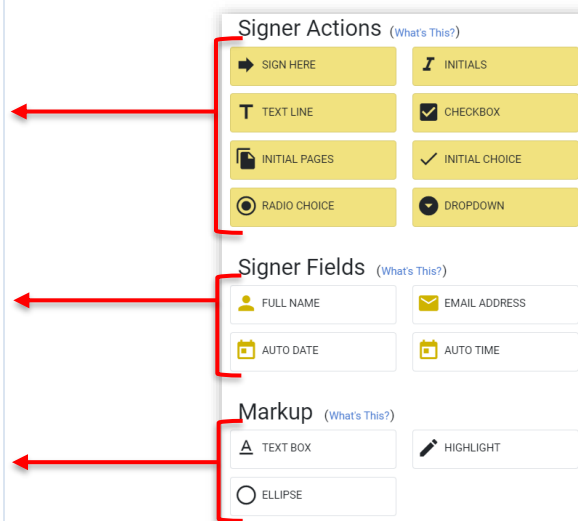 Signer Actions (What's This?)
SIGN HERE
INITIALS
TEXT LINE
CHECKBOX
INITIAL PAGES
INITIAL CHOICE
RADIO CHOICE
DROPDOWN
Signer Fields (What's This?)
FULL NAME
EMAIL ADDRESS
AUTO DATE
AUTO TIME
Markup (What's This?)
TEXT BOX
HIGHLIGHT
ELLIPSE